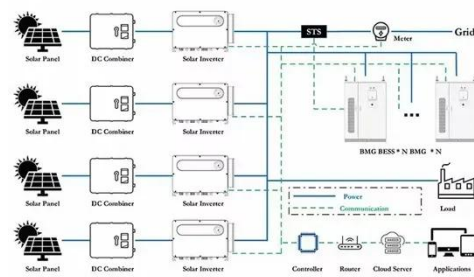 STS
Meter
Grid
Solar Panel
DC Combiner
Solar Inverter
Solar Panel
DC Combiner
Solar Inverter
BMG BESS * N BMG * N
Solar Panel
DC Combiner
Solar Inverter
Power
Communication
Load
Solar Panel
DC Combiner
Solar Inverter
Controller
Router
Cloud Server
Applicati